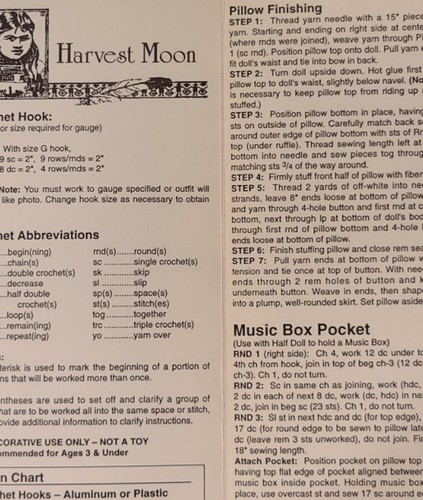 Harvest Moon
het Hook:
or size required for gauge)
With size G hook,
9 sc = 2", 9 rows/rnds = 2"
8 dc = 2", 4 rows/rnds = 2"
Note: You must work to gauge specified or outfit will
like photo. Change hook size as necessary to obtain
het Abbreviations
...begin(ning)
...chain(s)
...double crochet(s)
...decrease
...half double
crochet(s)
...loop(s)
...remain(ing)
...repeat(ing)
rnd(s)......round(s)
sc ..........single crochet(s)
sk ..........skip
sl ...........slip
sp(s) ......space(s)
st(s)........stitch(es)
tog .........together
trc...........triple crochet(s)
yo ..........yarn over
s:
terisk is used to mark the beginning of a portion of
ns that will be worked more than once.
ntheses are used to set off and clarify a group of
hat are to be worked all into the same space or stitch,
ovide additional information to clarify instructions.
CORATIVE USE ONLY – NOT A TOY
ommended for Ages 3 & Under
n Chart
het Hooks – Aluminum or Plastic
Pillow Finishing
STEP 1: Thread yarn needle with a 15" piece
yarn. Starting and ending on right side at cente
(where rnds were joined), weave yarn through Pi
1 (sc rnd). Position pillow top onto doll. Pull yarn
fit doll's waist and tie into bow in back.
STEP 2: Turn doll upside down. Hot glue first
pillow top to doll's waist, slightly below navel. (No
is necessary to keep pillow top from riding up
stuffed.)
STEP 3: Position pillow bottom in place, having
sts on outside of pillow. Carefully match back s
around outer edge of pillow bottom with sts of Rn
top (under ruffle). Thread sewing length left at
bottom into needle and sew pieces tog throug
matching sts 3/4 of the way around.
STEP 4: Firmly stuff front half of pillow with fiber
STEP 5: Thread 2 yards of off-white into nee
strands, leave 8" ends loose at bottom of pillow
and yarn through 4-hole button and first rnd at c
bottom, next through lp at bottom of doll's bod
through first rnd of pillow bottom and 4-hole
ends loose at bottom of pillow.
STEP 6: Finish stuffing pillow and close rem sea
STEP 7: Pull yarn ends at bottom of pillow w
tension and tie once at top of button. With need
ends through 2 rem holes of button and k
underneath button. Weave in ends, then shap
into a plump, well-rounded skirt. Set pillow aside
Music Box Pocket
(Use with Half Doll to hold a Music Box)
RND 1 (right side): Ch 4, work 12 dc under to
4th ch from hook, join in top of beg ch-3 (12 dc
ch-3). Ch 1, do not turn.
RND 2: Sc in same ch as joining, work (hdc,
2 dc in each of next 8 dc, work (dc, hdc) in nex
2 dc, join in beg sc (23 sts). Ch 1, do not turn.
RND 3: Sl st in next hdc and dc (for top edge),
17 dc (for round edge to be sewn to pillow late
dc (leave rem 3 sts unworked), do not join. Fin
18" sewing length.
Attach Pocket: Position pocket on pillow top
having top flat edge of pocket aligned between
music box inside pocket. Holding music box
place, use overcast st and sew 17 sc around e